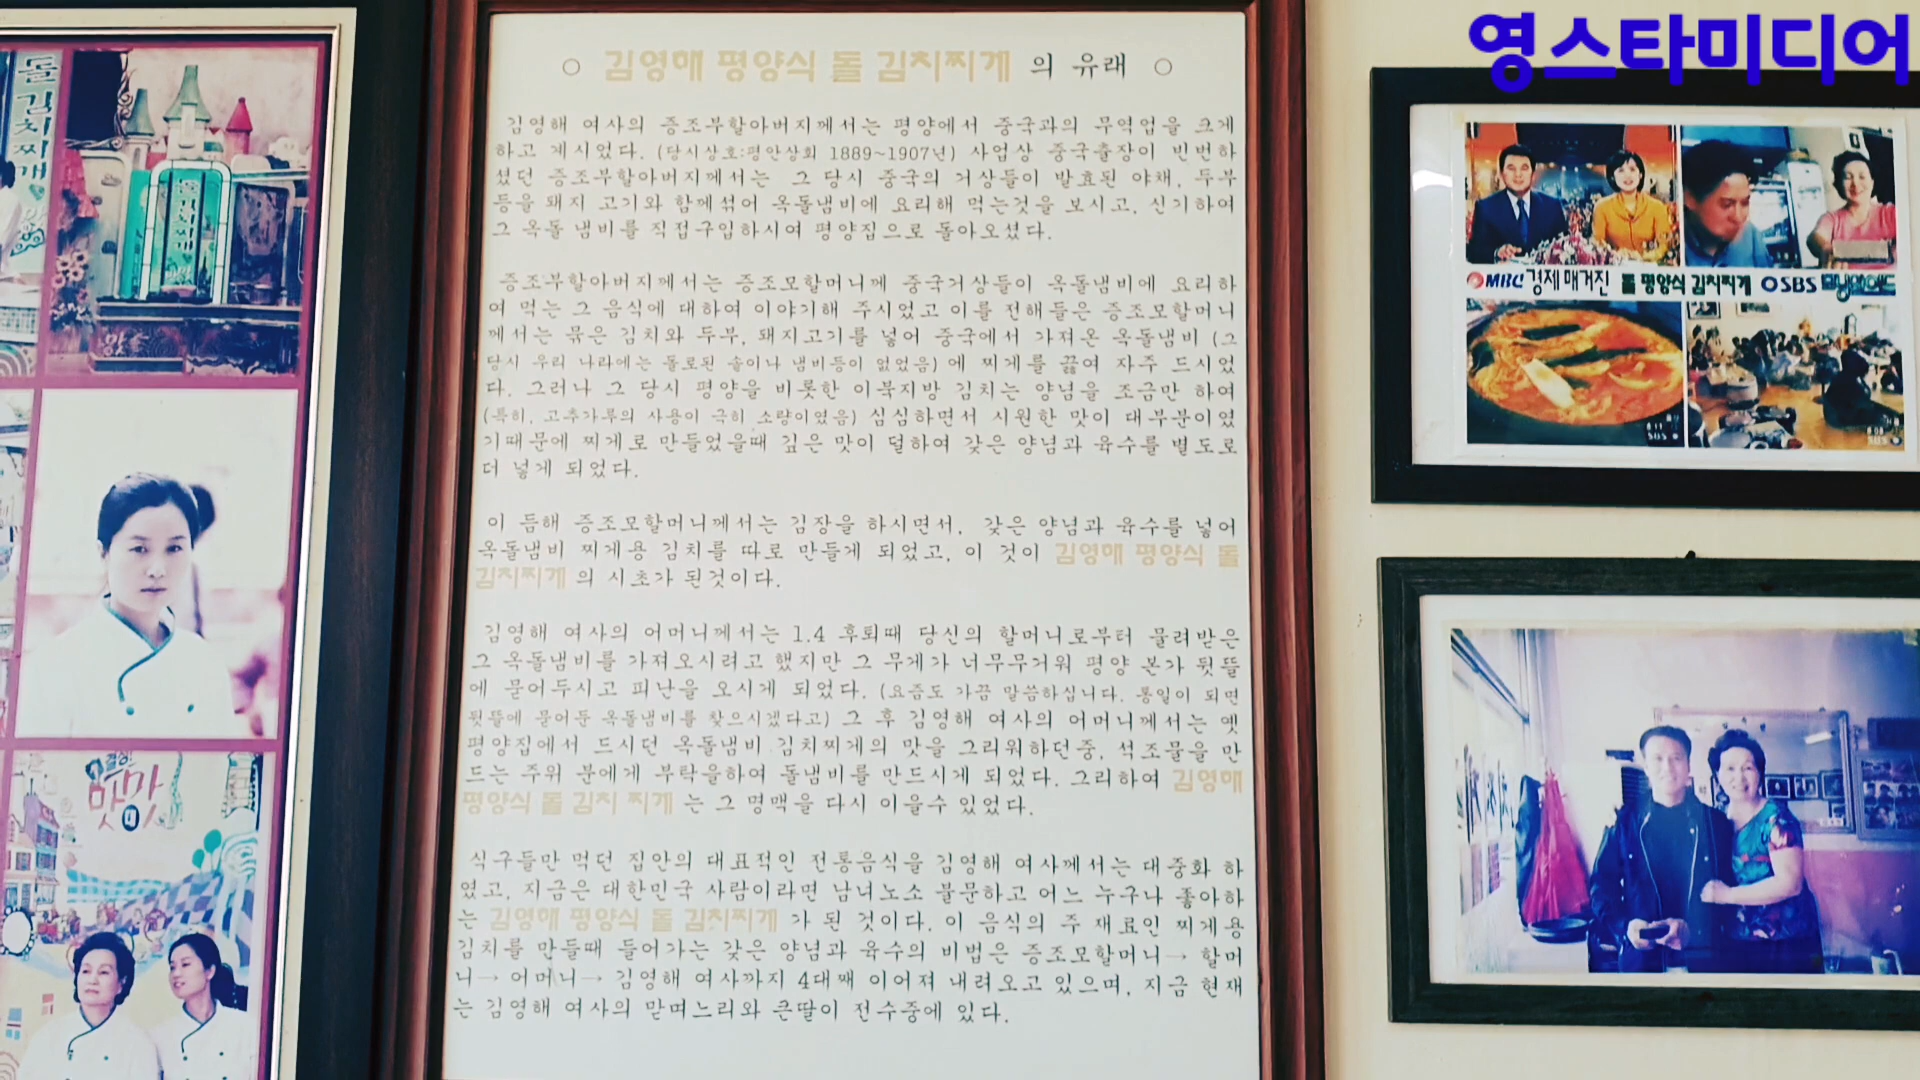 영스타미디어
돌김치찌개
돌김치찌개
맛
결혼!
맛
○ 김영해 평양식 돌 김치찌개 의 유래 ○
김영해 여사의 증조부할아버지께서는 평양에서 중국과의 무역업을 크게
하고 계시었다. (당시상호:평안상회 1889~1907년) 사업상 중국출장이 빈번하
셨던 증조부할아버지께서는 그 당시 중국의 거상들이 발효된 야채, 두부
등을 돼지 고기와 함께섞어 옥돌냄비에 요리해 먹는것을 보시고, 신기하여
그 옥돌 냄비를 직접구입하시여 평양집으로 돌아오셨다.
증조부할아버지께서는 증조모할머니께 중국거상들이 옥돌냄비에 요리하
여 먹는 그 음식에 대하여 이야기해 주시었고 이를 전해들은 증조모할머니
께서는 묶은 김치와 두부, 돼지고기를 넣어 중국에서 가져온 옥돌냄비 (그
당시 우리 나라에는 돌로된 솥이나 냄비등이 없었음) 에 찌게를 끓여 자주 드시었
다. 그러나 그 당시 평양을 비롯한 이북지방 김치는 양념을 조금만 하여
(특히, 고추가루의 사용이 극히 소량이였음) 심심하면서 시원한 맛이 대부분이였
기때문에 찌게로 만들었을때 깊은 맛이 덜하여 갖은 양념과 육수를 별도로
더 넣게 되었다.
이 듬해 증조모할머니께서는 김장을 하시면서, 갖은 양념과 육수를 넣어
옥돌냄비 찌게용 김치를 따로 만들게 되었고, 이 것이 김영해 평양식 돌
김치찌개 의 시초가 된것이다.
김영해 여사의 어머니께서는 1.4 후퇴때 당신의 할머니로부터 물려받은
그 옥돌냄비를 가져오시려고 했지만 그 무게가 너무무거워 평양 본가 뒷뜰
에 묻어두시고 피난을 오시게 되었다. (요즘도 가끔 말씀하십니다. 통일이 되면
뒷뜰에 묻어둔 옥돌냄비를 찾으시겠다고) 그 후 김영해 여사의 어머니께서는 옛
평양집에서 드시던 옥돌냄비 김치찌게의 맛을 그리워하던중, 석조물을 만
드는 주위 분에게 부탁을하여 돌냄비를 만드시게 되었다. 그리하여 김영해
평양식 돌 김치 찌개 는 그 명맥을 다시 이을수 있었다.
식구들만 먹던 집안의 대표적인 전통음식을 김영해 여사께서는 대중화 하
였고, 지금은 대한민국 사람이라면 남녀노소 불문하고 어느 누구나 좋아하
는 김영해 평양식 돌 김치찌개 가 된 것이다. 이 음식의 주 재료인 찌게용
김치를 만들때 들어가는 갖은 양념과 육수의 비법은 증조모할머니→ 할머
니→ 어머니→ 김영해 여사까지 4대째 이어져 내려오고 있으며, 지금 현재
는 김영해 여사의 맏며느리와 큰딸이 전수중에 있다.
MBC 경제매거진 돌 평양식 김치찌개 SBS
SBS
SBS